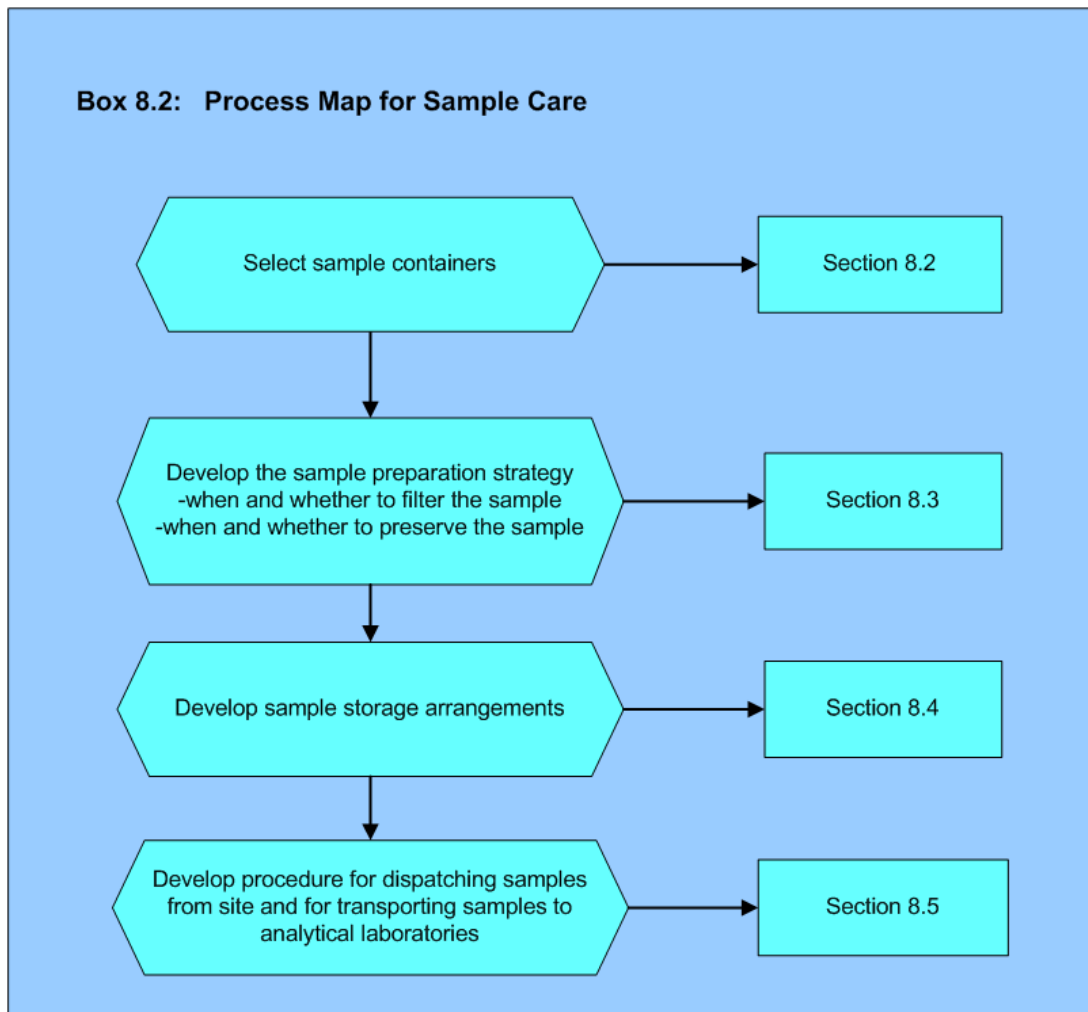 Box 8.2: Process Map for Sample Care
Select sample containers
Section 8.2
Develop the sample preparation strategy
-when and whether to filter the sample
-when and whether to preserve the sample
Section 8.3
Develop sample storage arrangements
Section 8.4
Develop procedure for dispatching samples
from site and for transporting samples to
analytical laboratories
Section 8.5